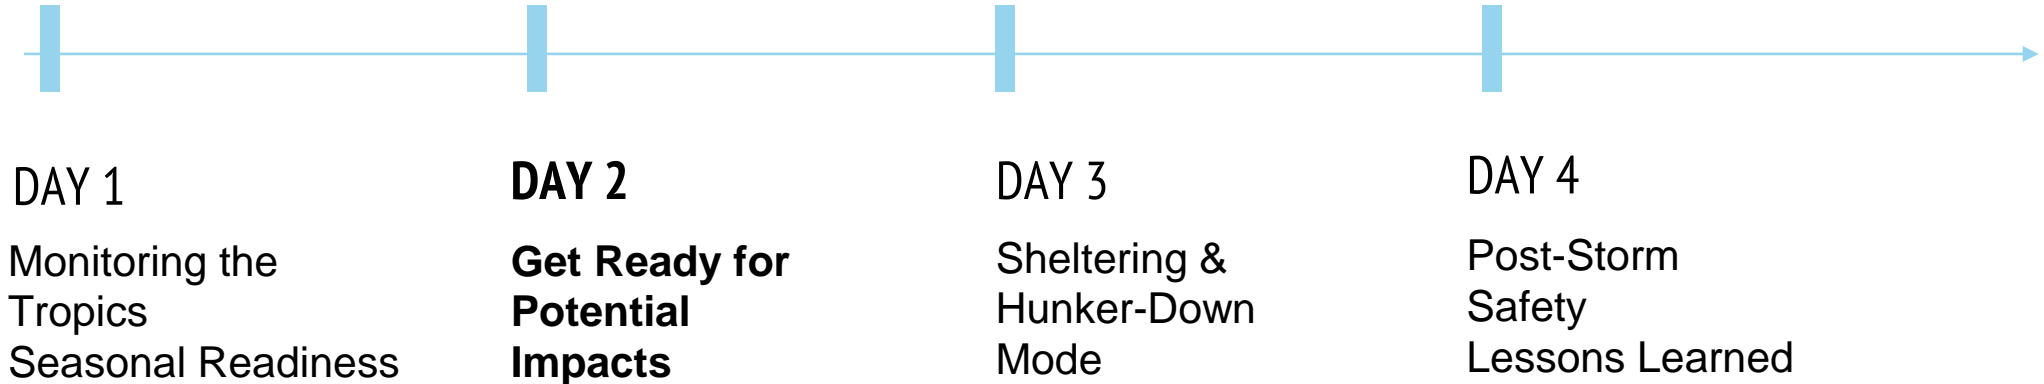 DAY 1
Monitoring the
Tropics
Seasonal Readiness
DAY 2
Get Ready for
Potential
Impacts
DAY 3
Sheltering &
Hunker-Down
Mode
DAY 4
Post-Storm
Safety
Lessons Learned